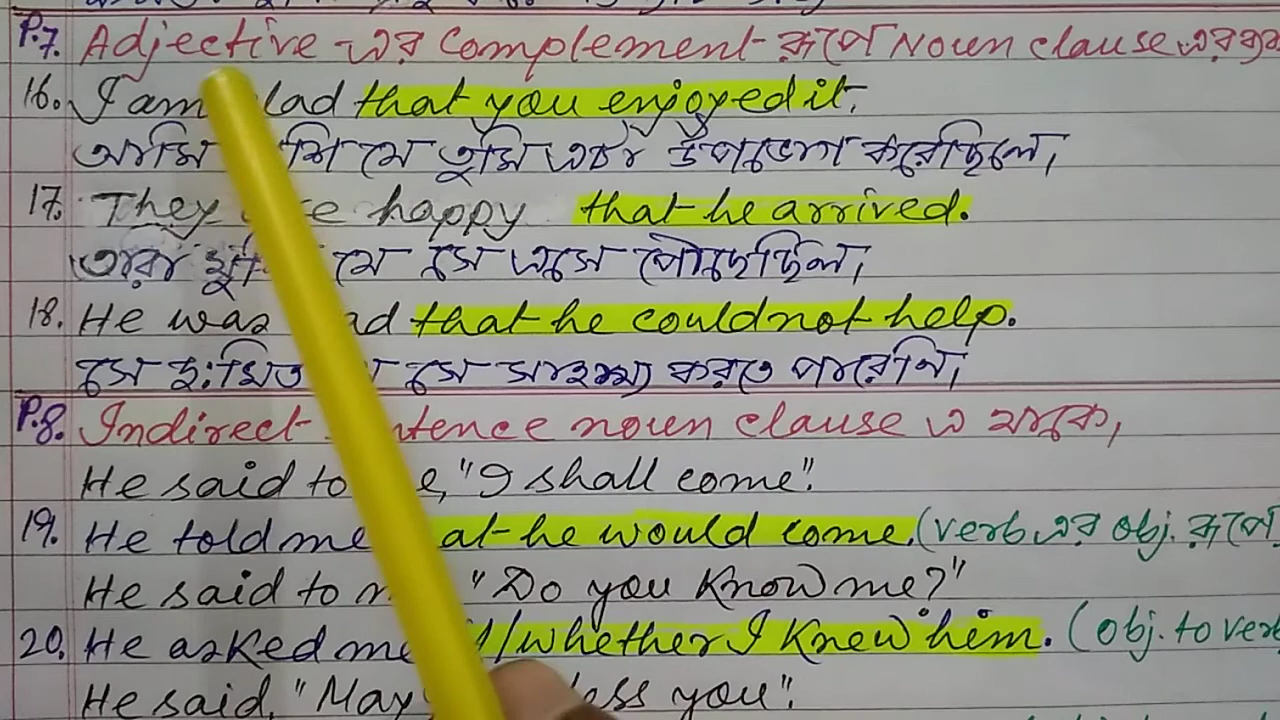 P.7. Adjective এর complement রূপে Noun clause এর
16. I am lad that you enjoyed it.
আমি শি যে তুমি এটা উপভোগ করেছিলে।
17. They e happy that he arrived.
তারা খু যে সে এসে পৌঁছেছিল।
18. He was ad that he could not help.
সে দুঃখিত সে সাহায্য করতে পারেনি।
P.8. Indirect ntence noun clause এ থাকে,
He said to e, "I shall come".
19. He told me at he would come. (verb এর obj. রূপে
He said to "Do you know me?"
20. He asked me /whether I knew him. (obj. to verb
He said, "May ess you".